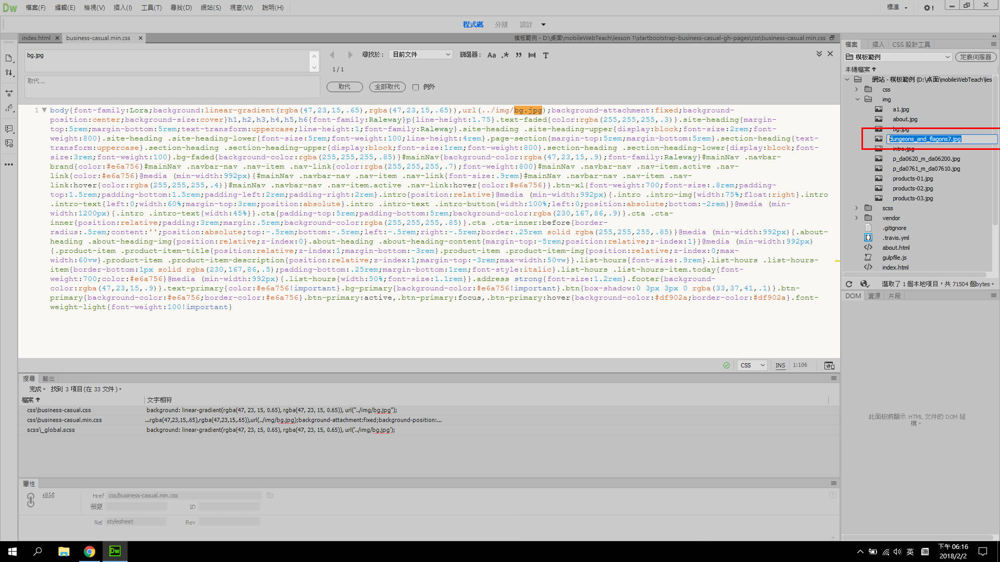 Dw 檔案(F) 編輯(E) 檢視(V) 插入(I) 工具(T) 尋找(D) 網站(S) 視窗(W) 說明(H) 標準
程式碼 分割 設計
index.html × business-casual.min.css × 模板範例 - D:\桌面\mobileWebTeach\lesson 1\startbootstrap-business-casual-gh-pages\css\business-casual.min.css
bg.jpg
尋找於： 目前文件 篩選器： Aa .* ” T
1 / 1
取代 ...
取代 全部取代 例外
1 body{font-family:Lora;background:linear-gradient(rgba(47,23,15,.65),rgba(47,23,15,.65)),url(../img/bg.jpg);background-attachment:fixed;background-
position:center;background-size:cover}h1,h2,h3,h4,h5,h6{font-family:Raleway}p{line-height:1.75}.text-faded{color:rgba(255,255,255,.3)}.site-heading{margin-
top:5rem;margin-bottom:5rem;text-transform:uppercase;line-height:1;font-family:Raleway}.site-heading .site-heading-upper{display:block;font-size:2rem;font-
weight:800}.site-heading .site-heading-lower{font-size:5rem;font-weight:100;line-height:4rem}.page-section{margin-top:5rem;margin-bottom:5rem}.section-heading{text-
transform:uppercase}.section-heading .section-heading-upper{display:block;font-size:1rem;font-weight:800}.section-heading .section-heading-lower{display:block;font-
size:3rem;font-weight:100}.bg-faded{background-color:rgba(255,255,255,.85)}#mainNav{background-color:rgba(47,23,15,.9);font-family:Raleway}#mainNav .navbar-
brand{color:#e6a756}#mainNav .navbar-nav .nav-item .nav-link{color:rgba(255,255,255,.7);font-weight:800}#mainNav .navbar-nav .nav-item.active .nav-
link{color:#e6a756}@media (min-width:992px){#mainNav .navbar-nav .nav-item .nav-link{font-size:.9rem}#mainNav .navbar-nav .nav-item .nav-
link:hover{color:rgba(255,255,255,.4)}#mainNav .navbar-nav .nav-item.active .nav-link:hover{color:#e6a756}}.btn-xl{font-weight:700;font-size:.8rem;padding-
top:1.5rem;padding-bottom:1.5rem;padding-left:2rem;padding-right:2rem}.intro{position:relative}@media (min-width:992px){.intro .intro-img{width:75%;float:right}.intro
.intro-text{left:0;width:60%;margin-top:3rem;position:absolute}.intro .intro-text .intro-button{width:100%;left:0;position:absolute;bottom:-2rem}}@media (min-
width:1200px){.intro .intro-text{width:45%}}.cta{padding-top:5rem;padding-bottom:5rem;background-color:rgba(230,167,86,.9)}.cta .cta-
inner{position:relative;padding:3rem;margin:.5rem;background-color:rgba(255,255,255,.85)}.cta .cta-inner:before{border-
radius:.5rem;content:'';position:absolute;top:-.5rem;bottom:-.5rem;left:-.5rem;right:-.5rem;border:.25rem solid rgba(255,255,255,.85)}@media (min-width:992px){.about-
heading .about-heading-img{position:relative;z-index:0}.about-heading .about-heading-content{margin-top:-5rem;position:relative;z-index:1}}@media (min-width:992px)
{.product-item .product-item-title{position:relative;z-index:1;margin-bottom:-3rem}.product-item .product-item-img{position:relative;z-index:0;max-
width:60vw}.product-item .product-item-description{position:relative;z-index:1;margin-top:-3rem;max-width:50vw}}.list-hours{font-size:.9rem}.list-hours .list-hours-
item{border-bottom:1px solid rgba(230,167,86,.5);padding-bottom:.25rem;margin-bottom:1rem;font-style:italic}.list-hours .list-hours-item.today{font-
weight:700;color:#e6a756}@media (min-width:992px){.list-hours{width:50%;font-size:1.1rem}}.address strong{font-size:1.2rem}.footer{background-
color:rgba(47,23,15,.9)}.text-primary{color:#e6a756!important}.bg-primary{background-color:#e6a756!important}.btn{box-shadow:0 3px 3px 0 rgba(33,37,41,.1)}.btn-
primary{background-color:#e6a756;border-color:#e6a756}.btn-primary:active,.btn-primary:focus,.btn-primary:hover{background-color:#df902a;border-color:#df902a}.font-
weight-light{font-weight:100!important}
CSS INS 1:106
搜尋 輸出
完成。 找到 3 項目(在 33 文件)。
檔案 文字相符
css\business-casual.css background: linear-gradient(rgba(47, 23, 15, 0.65), rgba(47, 23, 15, 0.65)), url("../img/bg.jpg");
css\business-casual.min.css ...rgba(47,23,15,.65),rgba(47,23,15,.65)),url(../img/bg.jpg);background-attachment:fixed;background-position:...
scss\_global.scss background: linear-gradient(rgba(47, 23, 15, 0.65), rgba(47, 23, 15, 0.65)), url('../img/bg.jpg');
屬性
連結 Href css/business-casual.min.css
標題 ID
Rel stylesheet Rev
檔案 插入 CSS 設計工具
模板範例 定義伺服器
本機檔案
網站 - 模板範例 (D:\桌面\mobileWebTeach\les
css
img
a1.jpg
about.jpg
bg.jpg
dungeons_and_flagons7.jpg
intro.jpg
p_da0620_m_da06200.jpg
p_da0761_m_da07610.jpg
products-01.jpg
products-02.jpg
products-03.jpg
scss
vendor
.gitignore
.travis.yml
about.html
gulpfile.js
index.html
選取了 1 個本地項目，共 71504 個bytes。
DOM 資源 片段
此面板將顯示 HTML 文件的 DOM 結
構。
Dw
英
下午 06:16
2018/2/2